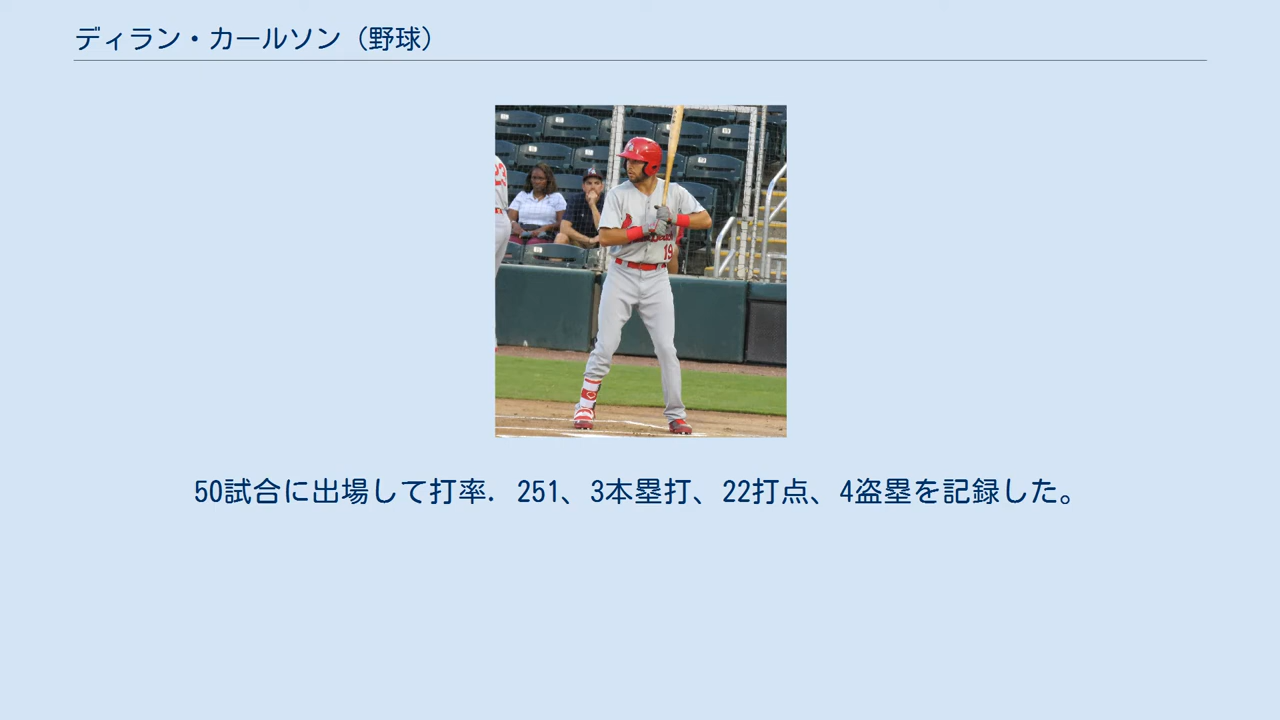 ディラン・カールソン（野球）
19
50試合に出場して打率．251、3本塁打、22打点、4盗塁を記録した。